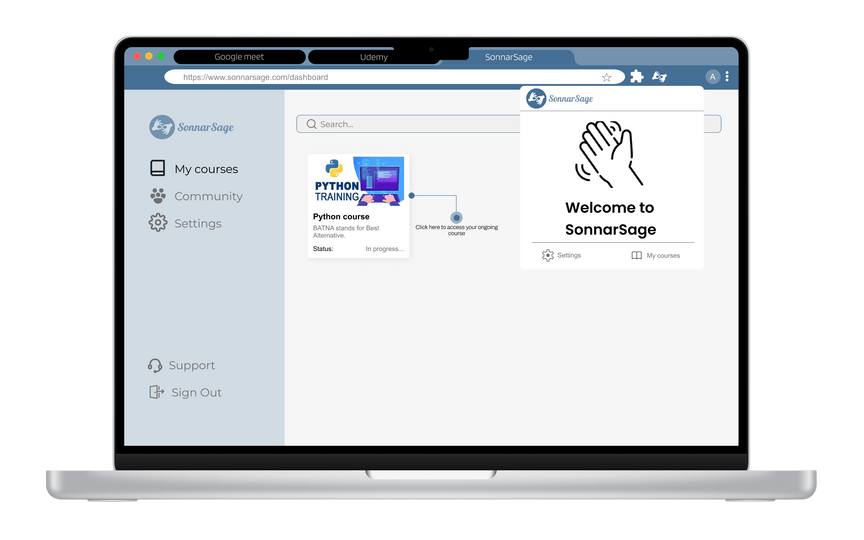 Google meet
Udemy
SonnarSage
https://www.sonnarsage.com/dashboard
A
SonnarSage
SonnarSage
My courses
Community
Settings
Support
Sign Out
Search...
PYTHON
TRAINING
Python course
BATNA stands for Best
Alternative.
Status:
In progress...
Click here to access your ongoing
course
Welcome to
SonnarSage
Settings
My courses